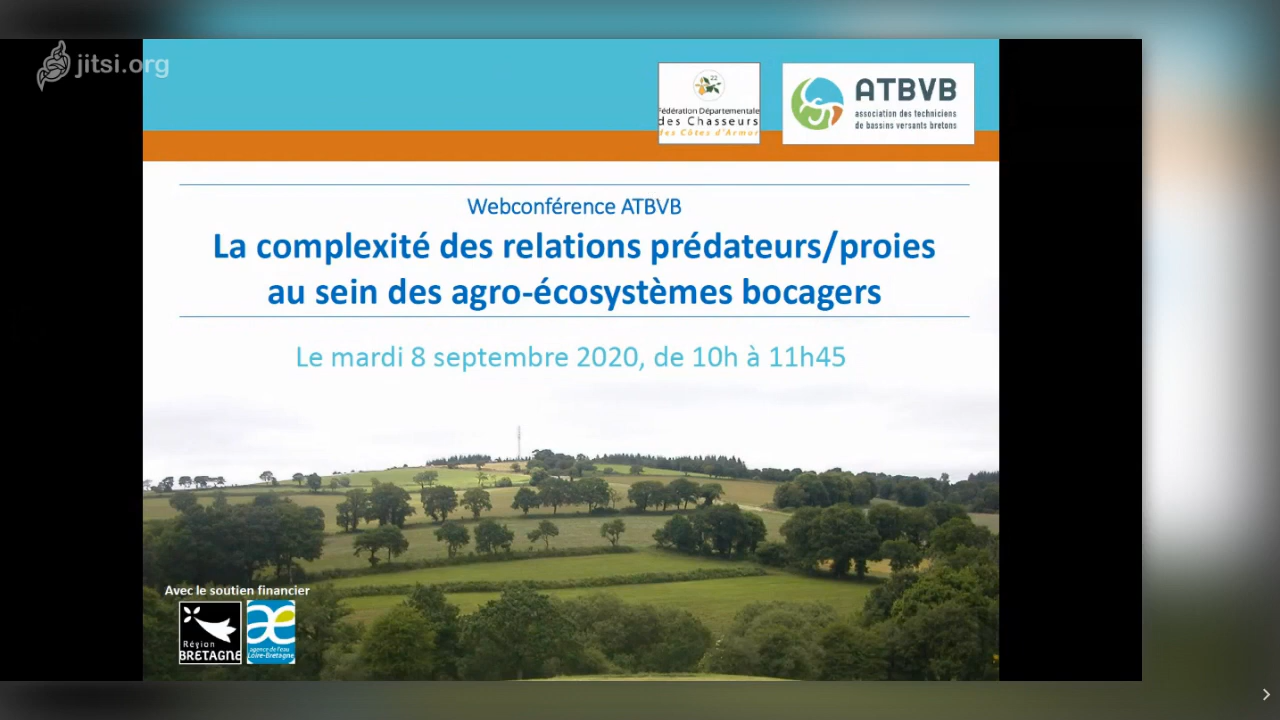 jitsi.org
22
Fédération Départementale
des Chasseurs
des Côtes d'Armor
ATBVB
association des techniciens
de bassins versants bretons
Webconférence ATBVB
La complexité des relations prédateurs/proies
au sein des agro-écosystèmes bocagers
Le mardi 8 septembre 2020, de 10h à 11h45
Avec le soutien financier
Région
BRETAGNE
agence de l'eau
Loire-Bretagne